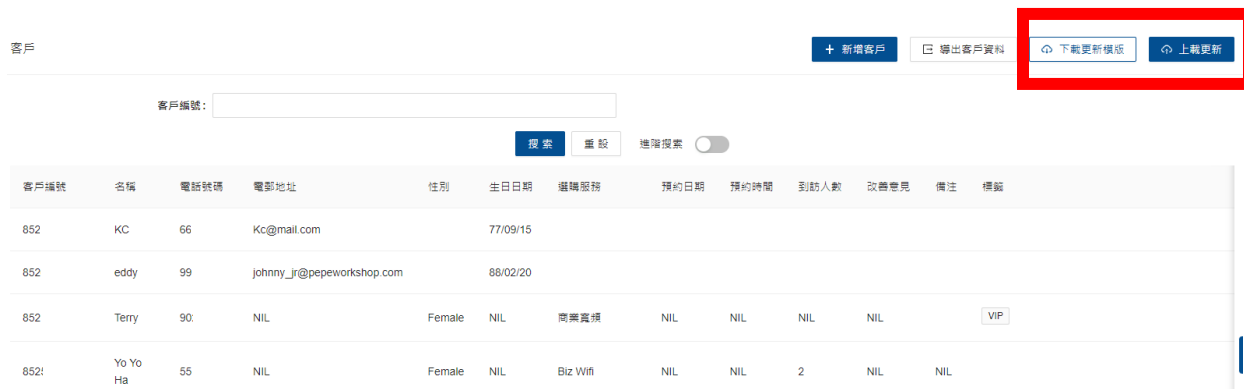 客戶
新增客戶 導出客戶資料 下載更新模版 上載更新
客戶編號：
搜索 重設 進階搜索
客戶編號 名稱 電話號碼 電郵地址 性別 生日日期 選購服務 預約日期 預約時間 到訪人數 改善意見 備注 標籤
852 KC 66 Kc@mail.com 77/09/15
852 eddy 99 johnny_jr@pepeworkshop.com 88/02/20
852 Terry 90 NIL Female NIL 商業寬頻 NIL NIL NIL NIL VIP
Yo Yo
852 55 NIL Female NIL Biz Wifi NIL NIL 2 NIL NIL
Ha